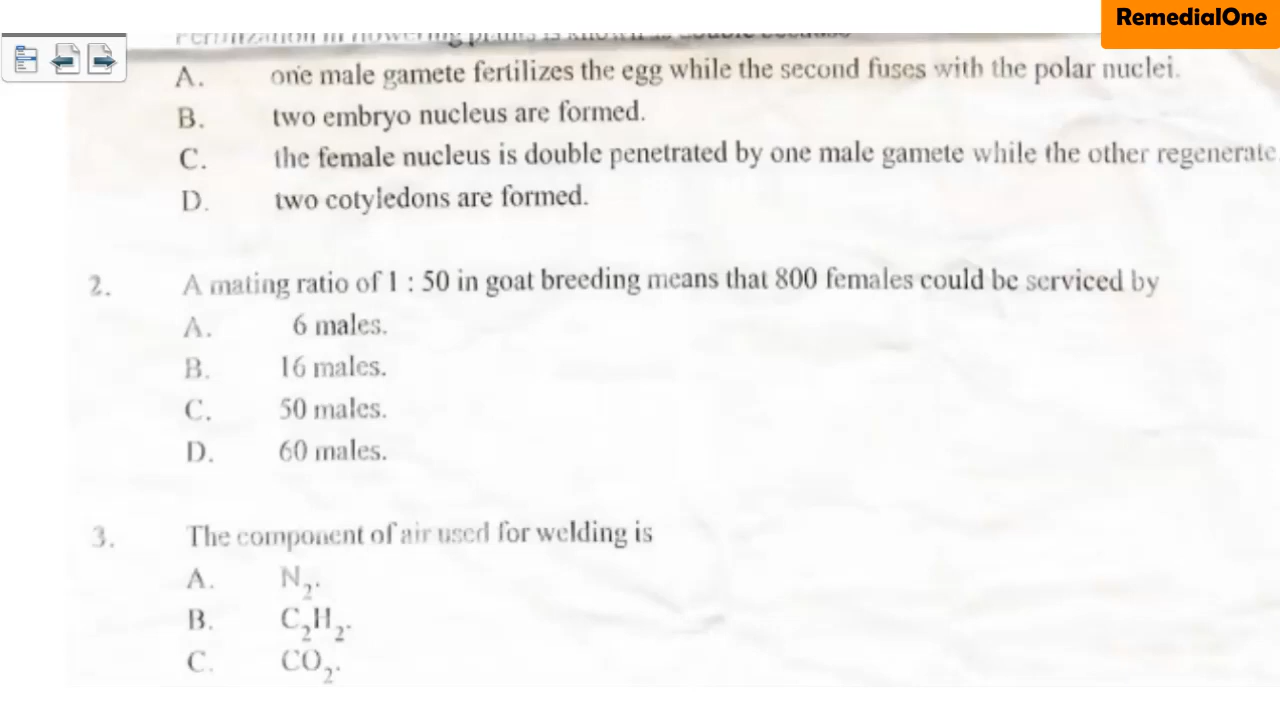 RemedialOne
A. one male gamete fertilizes the egg while the second fuses with the polar nuclei.
B. two embryo nucleus are formed.
C. the female nucleus is double penetrated by one male gamete while the other regenerate
D. two cotyledons are formed.
2. A mating ratio of 1 : 50 in goat breeding means that 800 females could be serviced by
A. 6 males.
B. 16 males.
C. 50 males.
D. 60 males.
3. The component of air used for welding is
A. N₂.
B. C₂H₂.
C. CO₂.